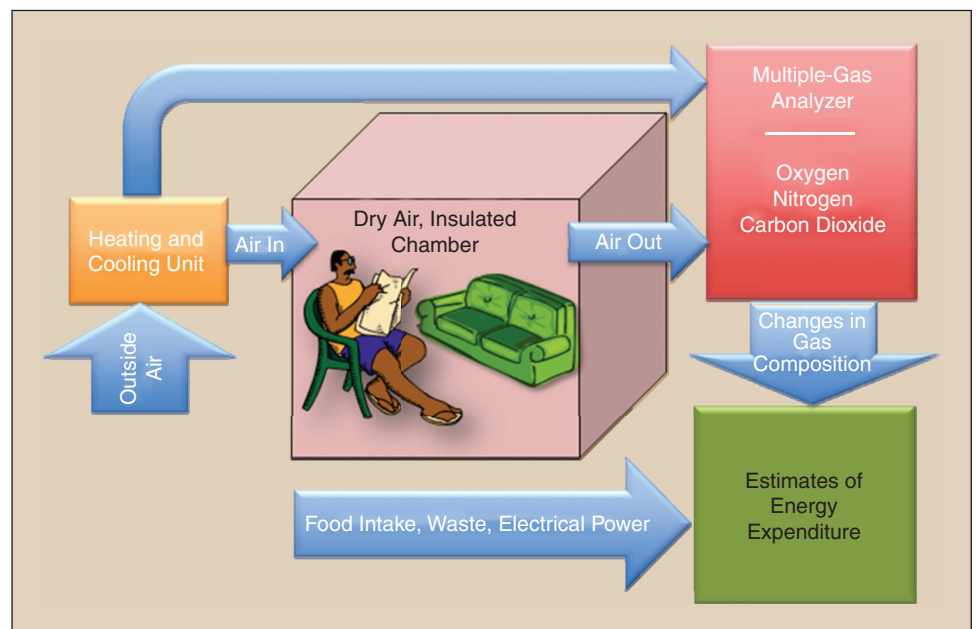 Multiple-Gas
Analyzer
Oxygen
Nitrogen
Carbon Dioxide
Dry Air, Insulated
Chamber
Heating and
Cooling Unit
Air In
Air Out
Outside
Air
Changes in
Gas
Composition
Food Intake, Waste, Electrical Power
Estimates of
Energy
Expenditure